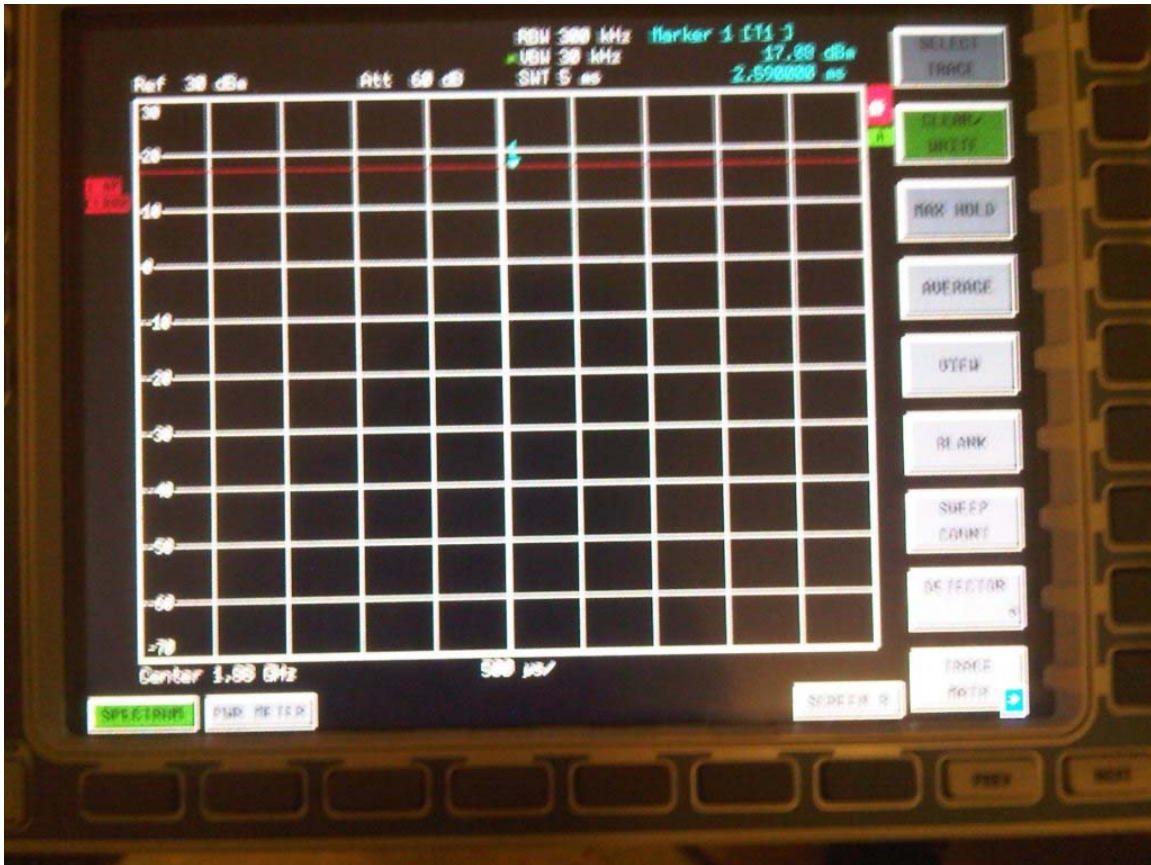 RBW 300 kHz Marker 1 [T1 ]
VBW 30 kHz 17.00 dBm
Ref 30 dBm Att 60 dB SWT 5 ms 2.590000 ms
SELECT
TRACE
CLEAR/
WRITE
MAX HOLD
AVERAGE
VIEW
BLANK
SWEEP
COUNT
DETECTOR
TRACE
MATH
30
20
1
10
0
-10
-20
-30
-40
-50
-60
-70
A
Center 1.88 GHz 500 µs/
SPECTRUM PWR METER SCREEN B
PREV NEXT